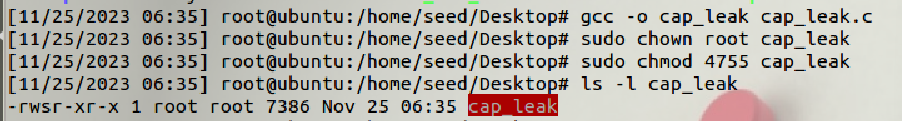 [11/25/2023 06:35] root@ubuntu:/home/seed/Desktop# gcc -o cap_leak cap_leak.c
[11/25/2023 06:35] root@ubuntu:/home/seed/Desktop# sudo chown root cap_leak
[11/25/2023 06:35] root@ubuntu:/home/seed/Desktop# sudo chmod 4755 cap_leak
[11/25/2023 06:35] root@ubuntu:/home/seed/Desktop# ls -l cap_leak
-rwsr-xr-x 1 root root 7386 Nov 25 06:35 cap_leak